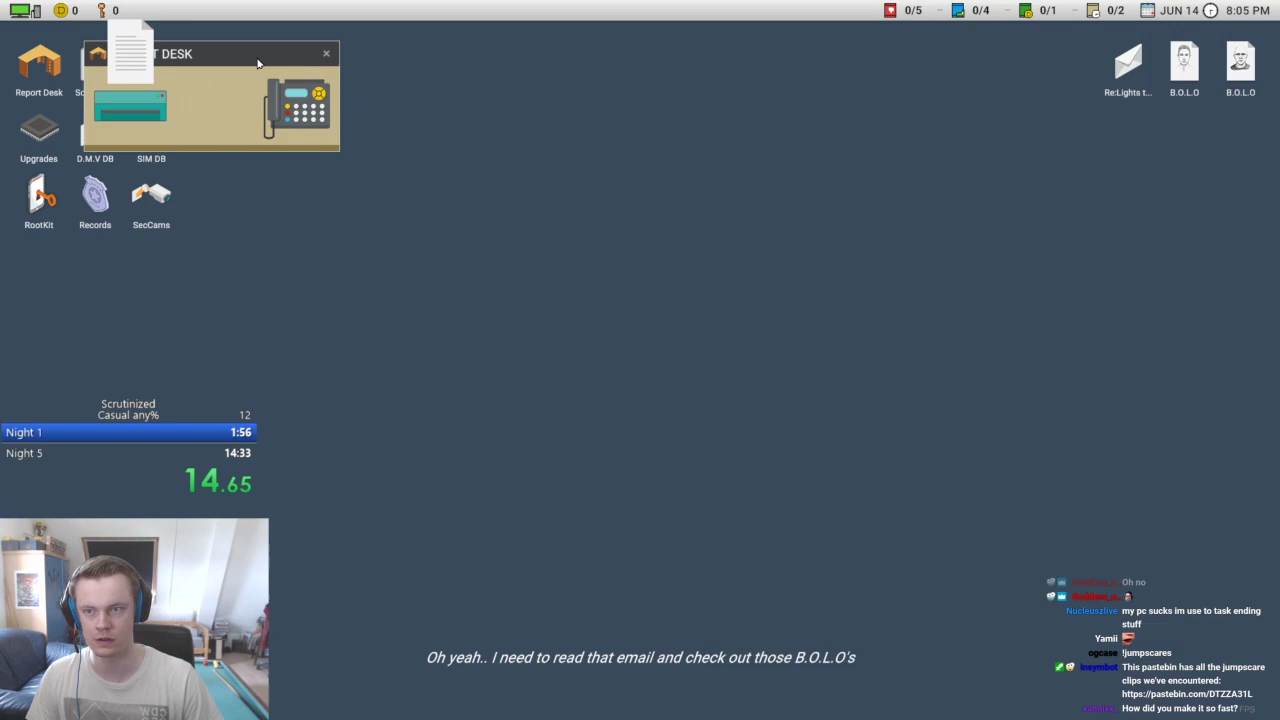 0 0 0/5 - 0/4 - 0/1 - 0/2 JUN 14 8:05 PM
T DESK ×
Report Desk Sc
Re:Lights t... B.O.L.O B.O.L.O
Upgrades D.M.V DB SIM DB
RootKit Records SecCams
Scrutinized
Casual any% 12
Night 1 1:56
Night 5 14:33
14.65
Oh no
Nucleuszlive my pc sucks im use to task ending
stuff
Yamii
ogcase !jumpscares
insymbot This pastebin has all the jumpscare
clips we've encountered:
https://pastebin.com/DTZZA31L
How did you make it so fast? FPS
Oh yeah.. I need to read that email and check out those B.O.L.O's